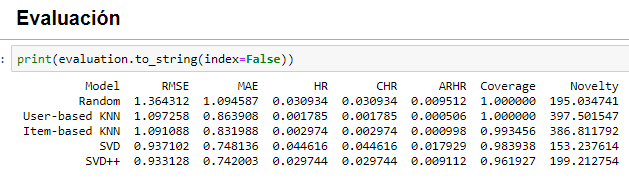 Evaluación
: print(evaluation.to_string(index=False))
Model RMSE MAE HR CHR ARHR Coverage Novelty
Random 1.364312 1.094587 0.030934 0.030934 0.009512 1.000000 195.034741
User-based KNN 1.097258 0.863908 0.001785 0.001785 0.000506 1.000000 397.501547
Item-based KNN 1.091088 0.831988 0.002974 0.002974 0.000998 0.993456 386.811792
SVD 0.937102 0.748136 0.044616 0.044616 0.017929 0.983938 153.237614
SVD++ 0.933128 0.742003 0.029744 0.029744 0.009112 0.961927 199.212754